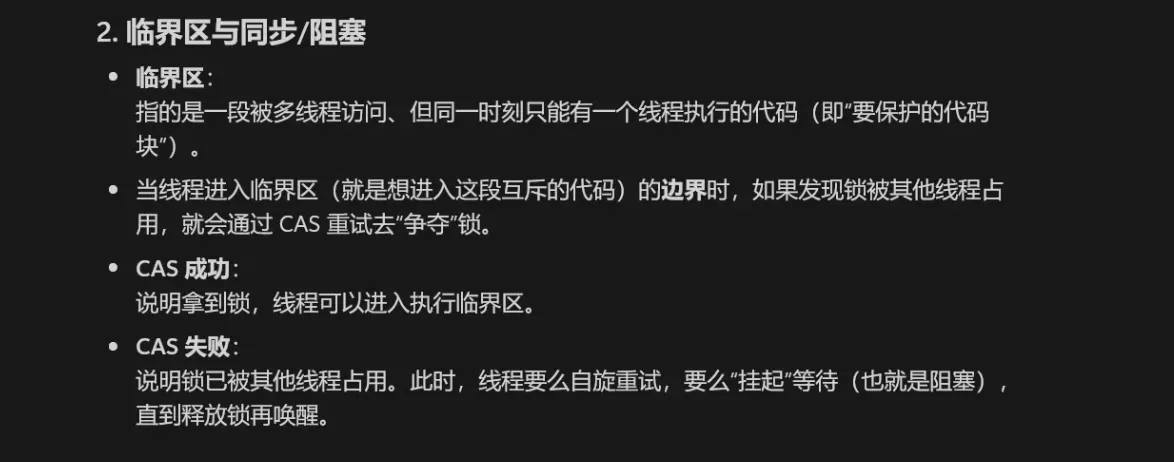 2. 临界区与同步/阻塞
• 临界区：
指的是一段被多线程访问、但同一时刻只能有一个线程执行的代码（即“要保护的代码
块”）。
• 当线程进入临界区（就是想进入这段互斥的代码）的边界时，如果发现锁被其他线程占
用，就会通过 CAS 重试去“争夺”锁。
• CAS 成功：
说明拿到锁，线程可以进入执行临界区。
• CAS 失败：
说明锁已被其他线程占用。此时，线程要么自旋重试，要么“挂起”等待（也就是阻塞），
直到释放锁再唤醒。